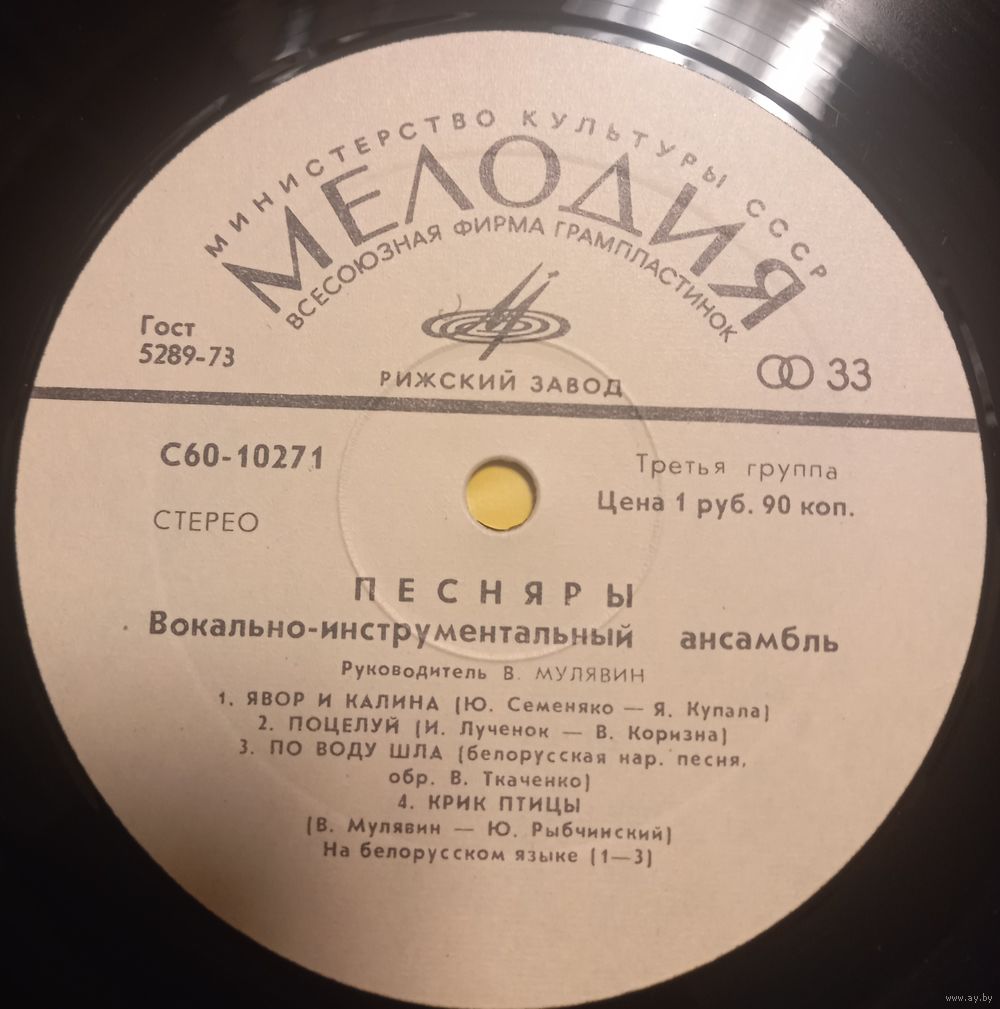 МИНИСТЕРСТВО КУЛЬТУРЫ СССР
МЕЛОДИЯ
ВСЕСОЮЗНАЯ ФИРМА ГРАМПЛАСТИНОК
Гост
5289-73
РИЖСКИЙ ЗАВОД
33
С60-10271
Третья группа
Цена 1 руб. 90 коп.
СТЕРЕО
ПЕСНЯРЫ
Вокально-инструментальный ансамбль
Руководитель В. МУЛЯВИН
1. ЯВОР И КАЛИНА (Ю. Семеняко — Я. Купала)
2. ПОЦЕЛУЙ (И. Лученок — В. Коризна)
3. ПО ВОДУ ШЛА (белорусская нар. песня,
обр. В. Ткаченко)
4. КРИК ПТИЦЫ
(В. Мулявин — Ю. Рыбчинский)
На белорусском языке (1—3)
www.ay.by